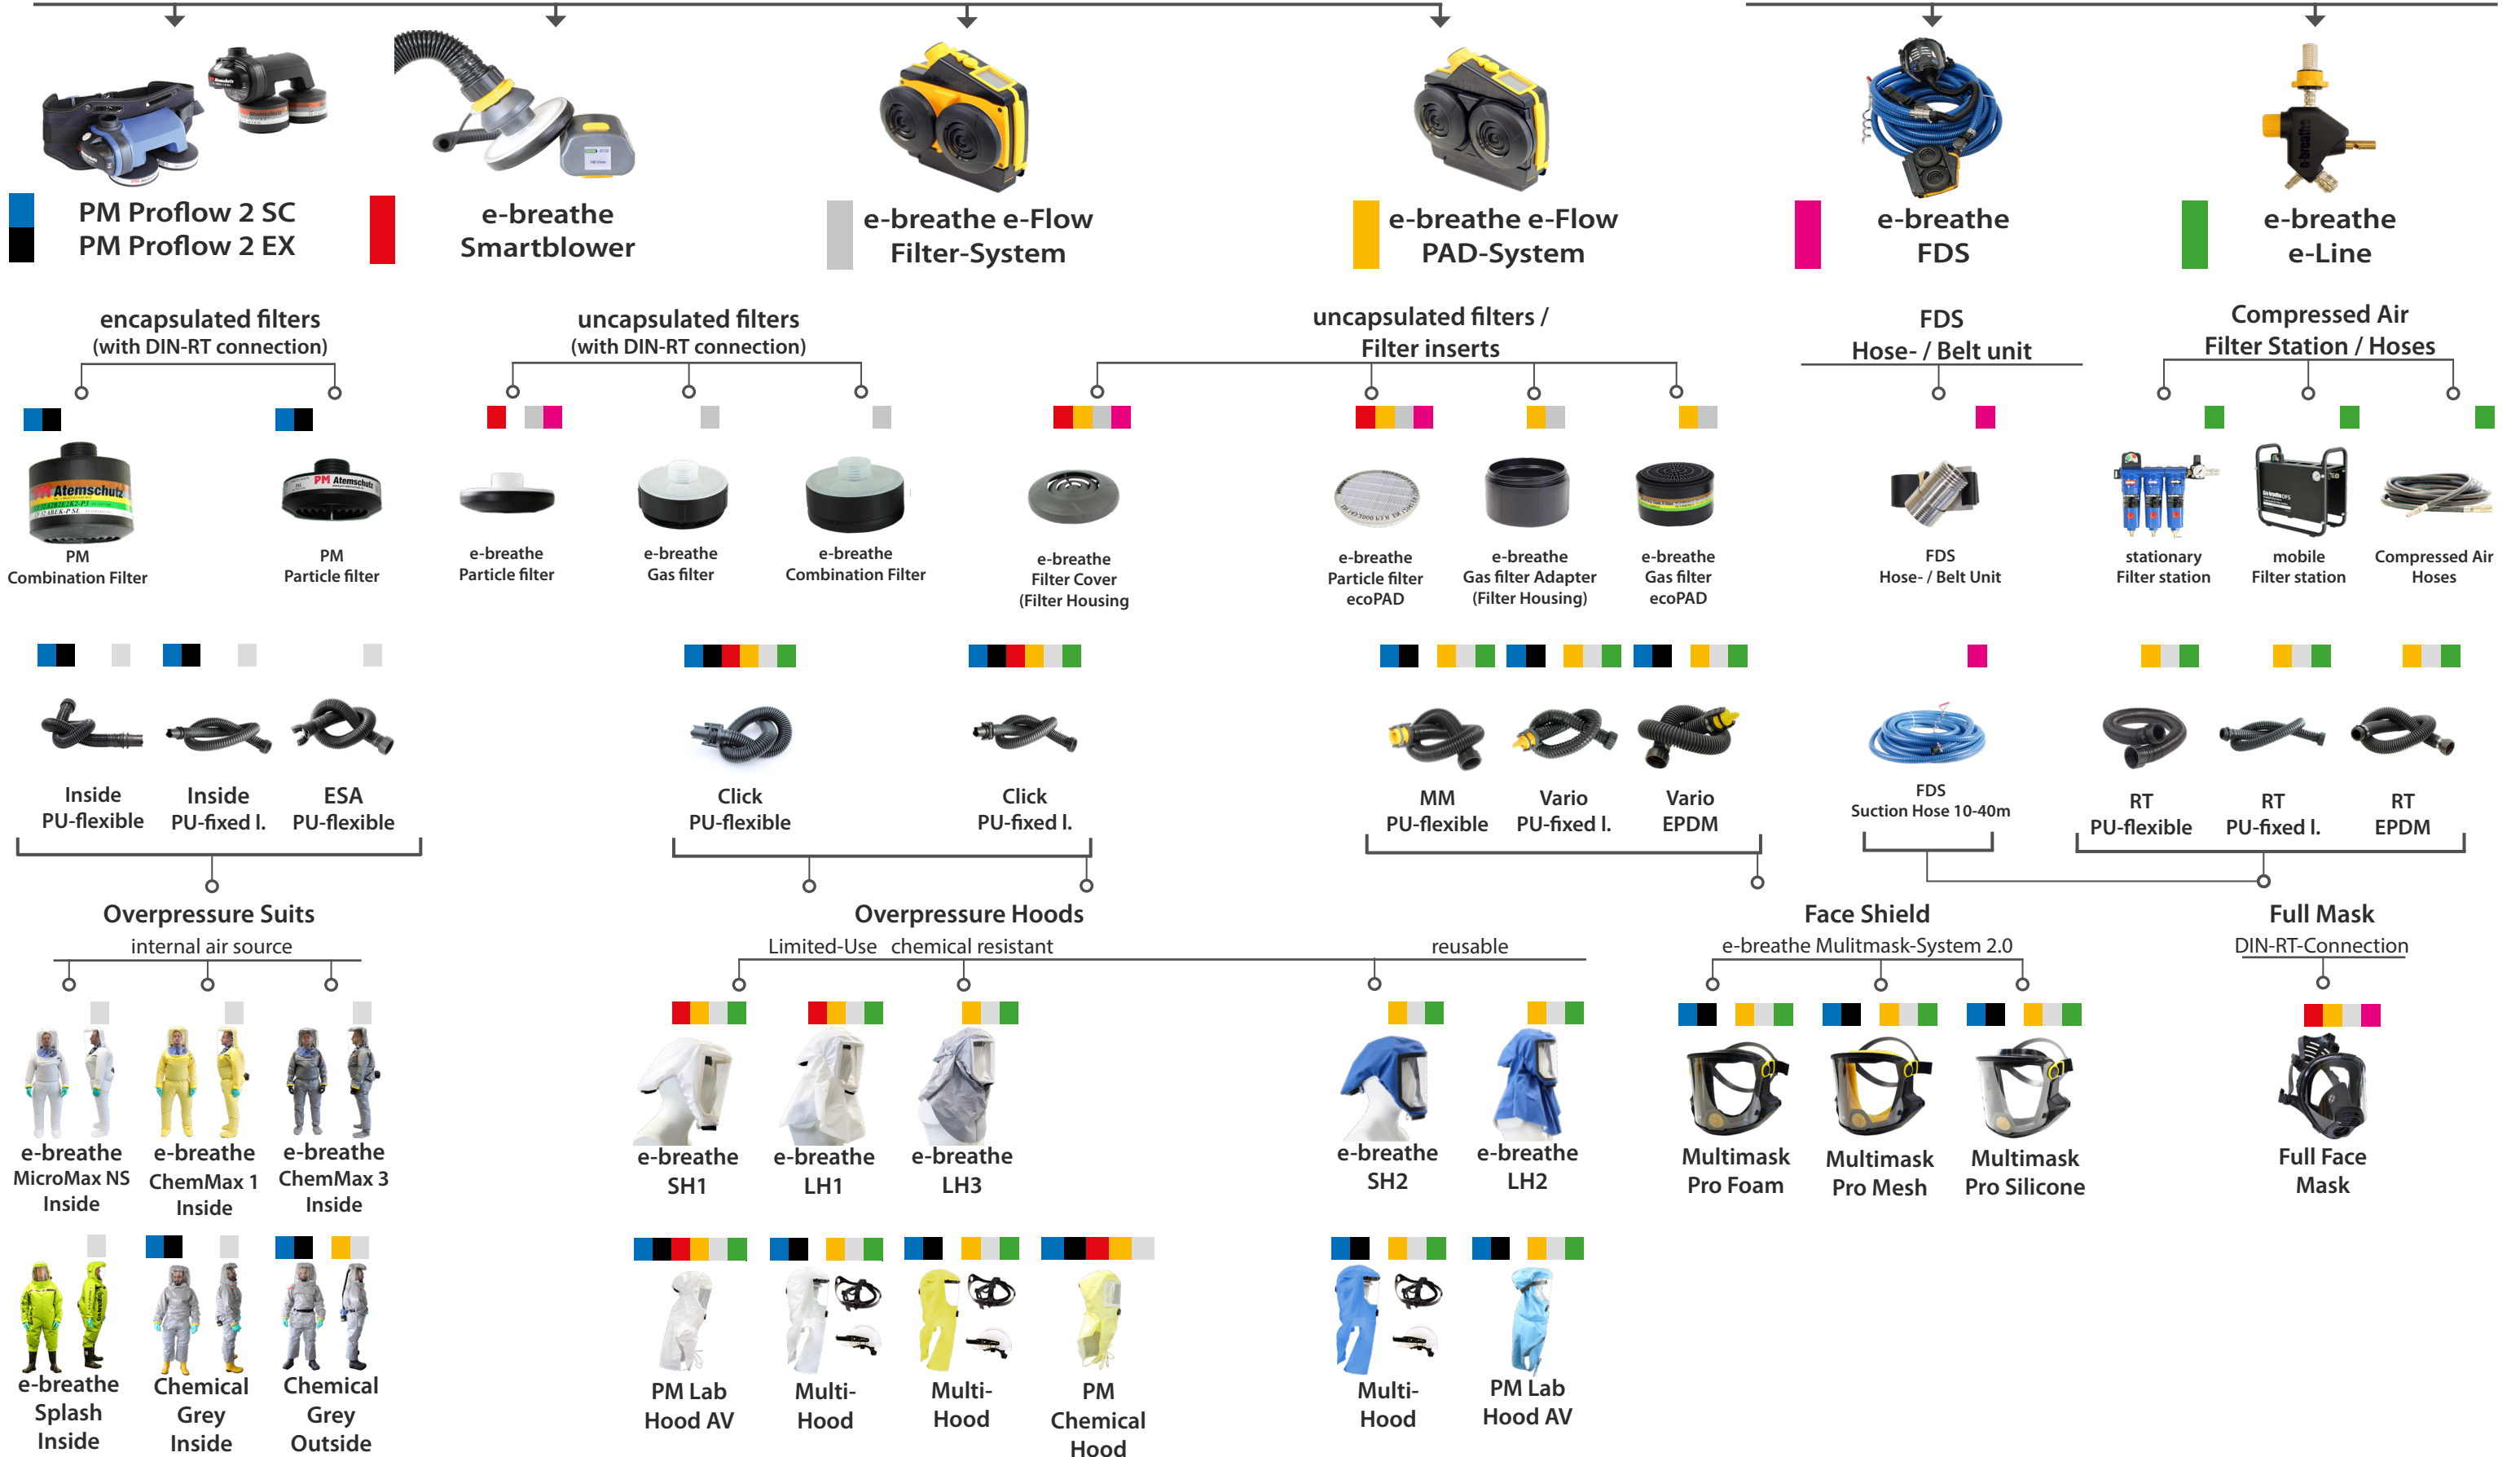 PM Proflow 2 SC
PM Proflow 2 EX
e-breathe
Smartblower
e-breathe e-Flow
Filter-System
e-breathe e-Flow
PAD-System
e-breathe
FDS
e-breathe
e-Line
encapsulated filters
(with DIN-RT connection)
uncapsulated filters
(with DIN-RT connection)
uncapsulated filters /
Filter inserts
FDS
Hose- / Belt unit
Compressed Air
Filter Station / Hoses
PM Atemschutz
PM Atemschutz
PM
Combination Filter
PM
Particle filter
e-breathe
Particle filter
e-breathe
Gas filter
e-breathe
Combination Filter
e-breathe
Filter Cover
(Filter Housing
e-breathe
Particle filter
ecoPAD
e-breathe
Gas filter Adapter
(Filter Housing)
e-breathe
Gas filter
ecoPAD
FDS
Hose- / Belt Unit
stationary
Filter station
mobile
Filter station
Compressed Air
Hoses
Inside
PU-flexible
Inside
PU-fixed l.
ESA
PU-flexible
Click
PU-flexible
Click
PU-fixed l.
MM
PU-flexible
Vario
PU-fixed l.
Vario
EPDM
FDS
Suction Hose 10-40m
RT
PU-flexible
RT
PU-fixed l.
RT
EPDM
Overpressure Suits
internal air source
Overpressure Hoods
Limited-Use chemical resistant
reusable
Face Shield
e-breathe Mulitmask-System 2.0
Full Mask
DIN-RT-Connection
e-breathe
MicroMax NS
Inside
e-breathe
ChemMax 1
Inside
e-breathe
ChemMax 3
Inside
e-breathe
SH1
e-breathe
LH1
e-breathe
LH3
e-breathe
SH2
e-breathe
LH2
Multimask
Pro Foam
Multimask
Pro Mesh
Multimask
Pro Silicone
Full Face
Mask
e-breathe
Splash
Inside
Chemical
Grey
Inside
Chemical
Grey
Outside
PM Lab
Hood AV
Multi-
Hood
Multi-
Hood
PM
Chemical
Hood
Multi-
Hood
PM Lab
Hood AV